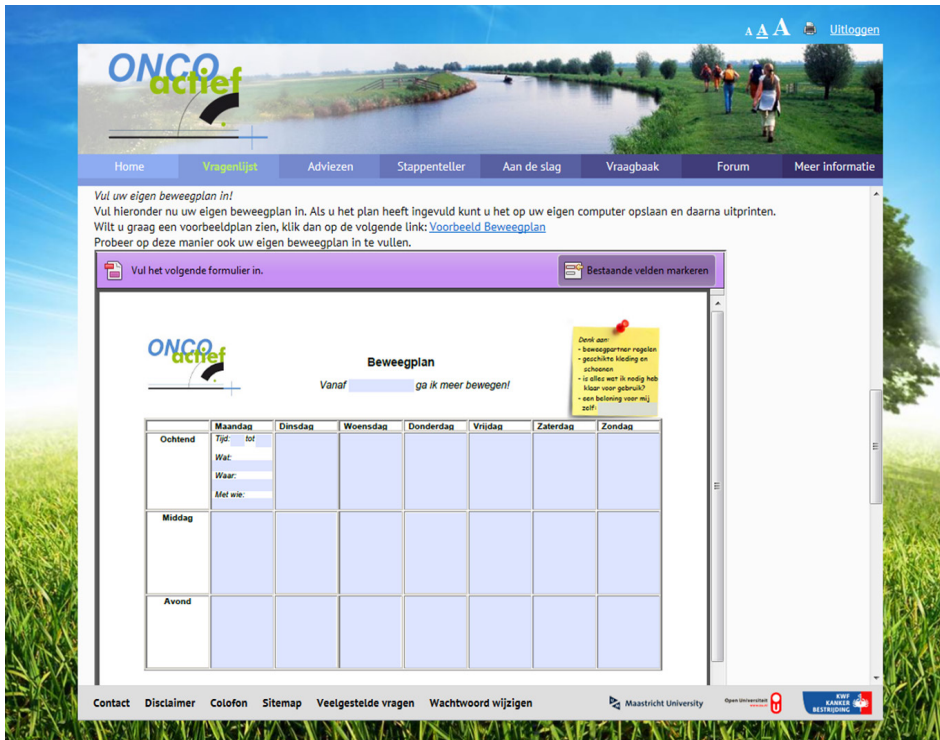 A A A Uitloggen
ONCO
actief
Home Vragenlijst Adviezen Stappenteller Aan de slag Vraagbaak Forum Meer informatie
Vul uw eigen beweegplan in!
Vul hieronder nu uw eigen beweegplan in. Als u het plan heeft ingevuld kunt u het op uw eigen computer opslaan en daarna uitprinten.
Wilt u graag een voorbeeldplan zien, klik dan op de volgende link: Voorbeeld Beweegplan
Probeer op deze manier ook uw eigen beweegplan in te vullen.
Vul het volgende formulier in. Bestaande velden markeren
ONCO
actief
Beweegplan
Vanaf ga ik meer bewegen!
Denk aan:
- beweegpartner regelen
- geschikte kleding en
schoenen
- is alles wat ik nodig heb
klaar voor gebruik?
- een beloning voor mij
zelf:
Maandag Dinsdag Woensdag Donderdag Vrijdag Zaterdag Zondag
Ochtend Tijd: tot
Wat:
Waar:
Met wie:
Middag
Avond
Contact Disclaimer Colofon Sitemap Veelgestelde vragen Wachtwoord wijzigen Maastricht University Open Universiteit
KWF
KANKER
BESTRIJDING